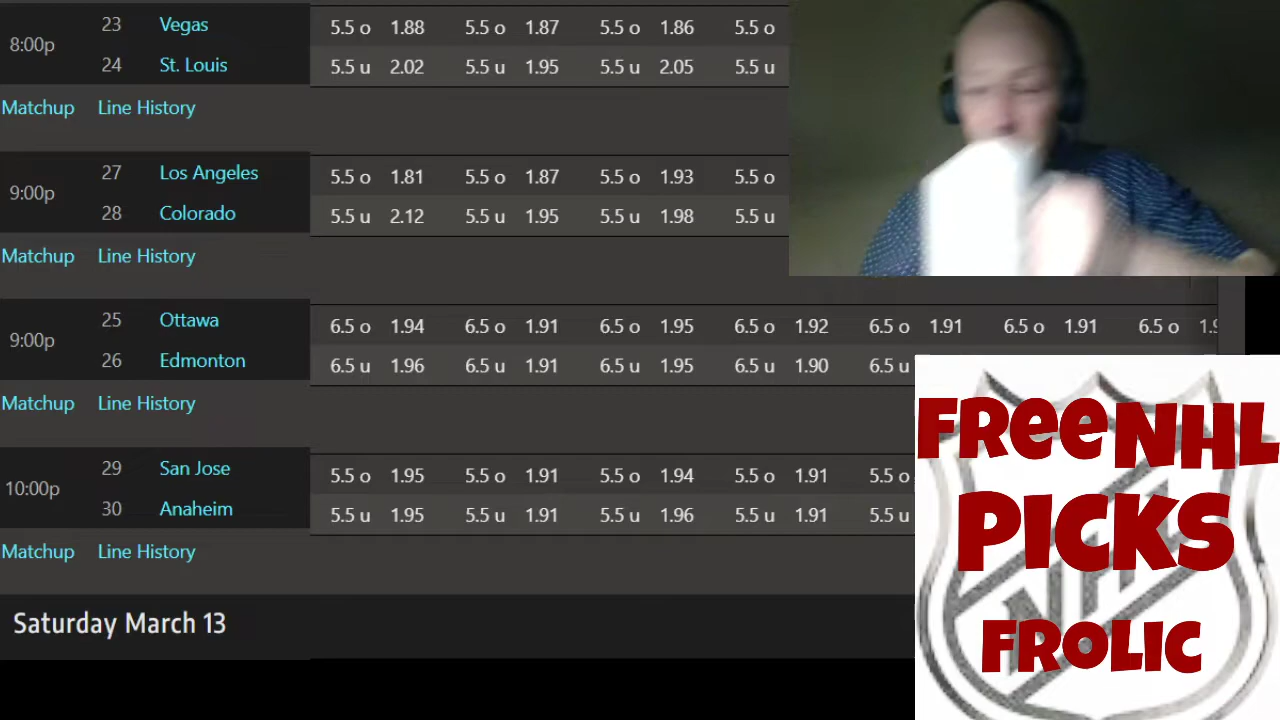 8:00p 23 Vegas 5.5 o 1.88 5.5 o 1.87 5.5 o 1.86 5.5 o
24 St. Louis 5.5 u 2.02 5.5 u 1.95 5.5 u 2.05 5.5 u
Matchup Line History
9:00p 27 Los Angeles 5.5 o 1.81 5.5 o 1.87 5.5 o 1.93 5.5 o
28 Colorado 5.5 u 2.12 5.5 u 1.95 5.5 u 1.98 5.5 u
Matchup Line History
9:00p 25 Ottawa 6.5 o 1.94 6.5 o 1.91 6.5 o 1.95 6.5 o 1.92 6.5 o 1.91 6.5 o 1.91 6.5 o
26 Edmonton 6.5 u 1.96 6.5 u 1.91 6.5 u 1.95 6.5 u 1.90 6.5 u
Matchup Line History
10:00p 29 San Jose 5.5 o 1.95 5.5 o 1.91 5.5 o 1.94 5.5 o 1.91 5.5 o
30 Anaheim 5.5 u 1.95 5.5 u 1.91 5.5 u 1.96 5.5 u 1.91 5.5 u
Matchup Line History
Saturday March 13
FReeNHL
PICKS
NHL
FROLIC